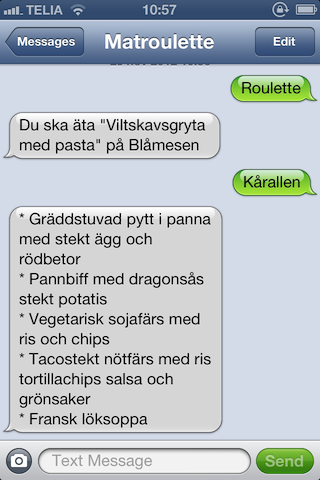 TELIA 10:57
Messages Matroulette Edit
Roulette
Du ska äta "Viltskavsgryta
med pasta" på Blåmesen
Kårallen
* Gräddstuvad pytt i panna
med stekt ägg och
rödbetor
* Pannbiff med dragonsås
stekt potatis
* Vegetarisk sojafärs med
ris och chips
* Tacostekt nötfärs med ris
tortillachips salsa och
grönsaker
* Fransk löksoppa
Text Message Send